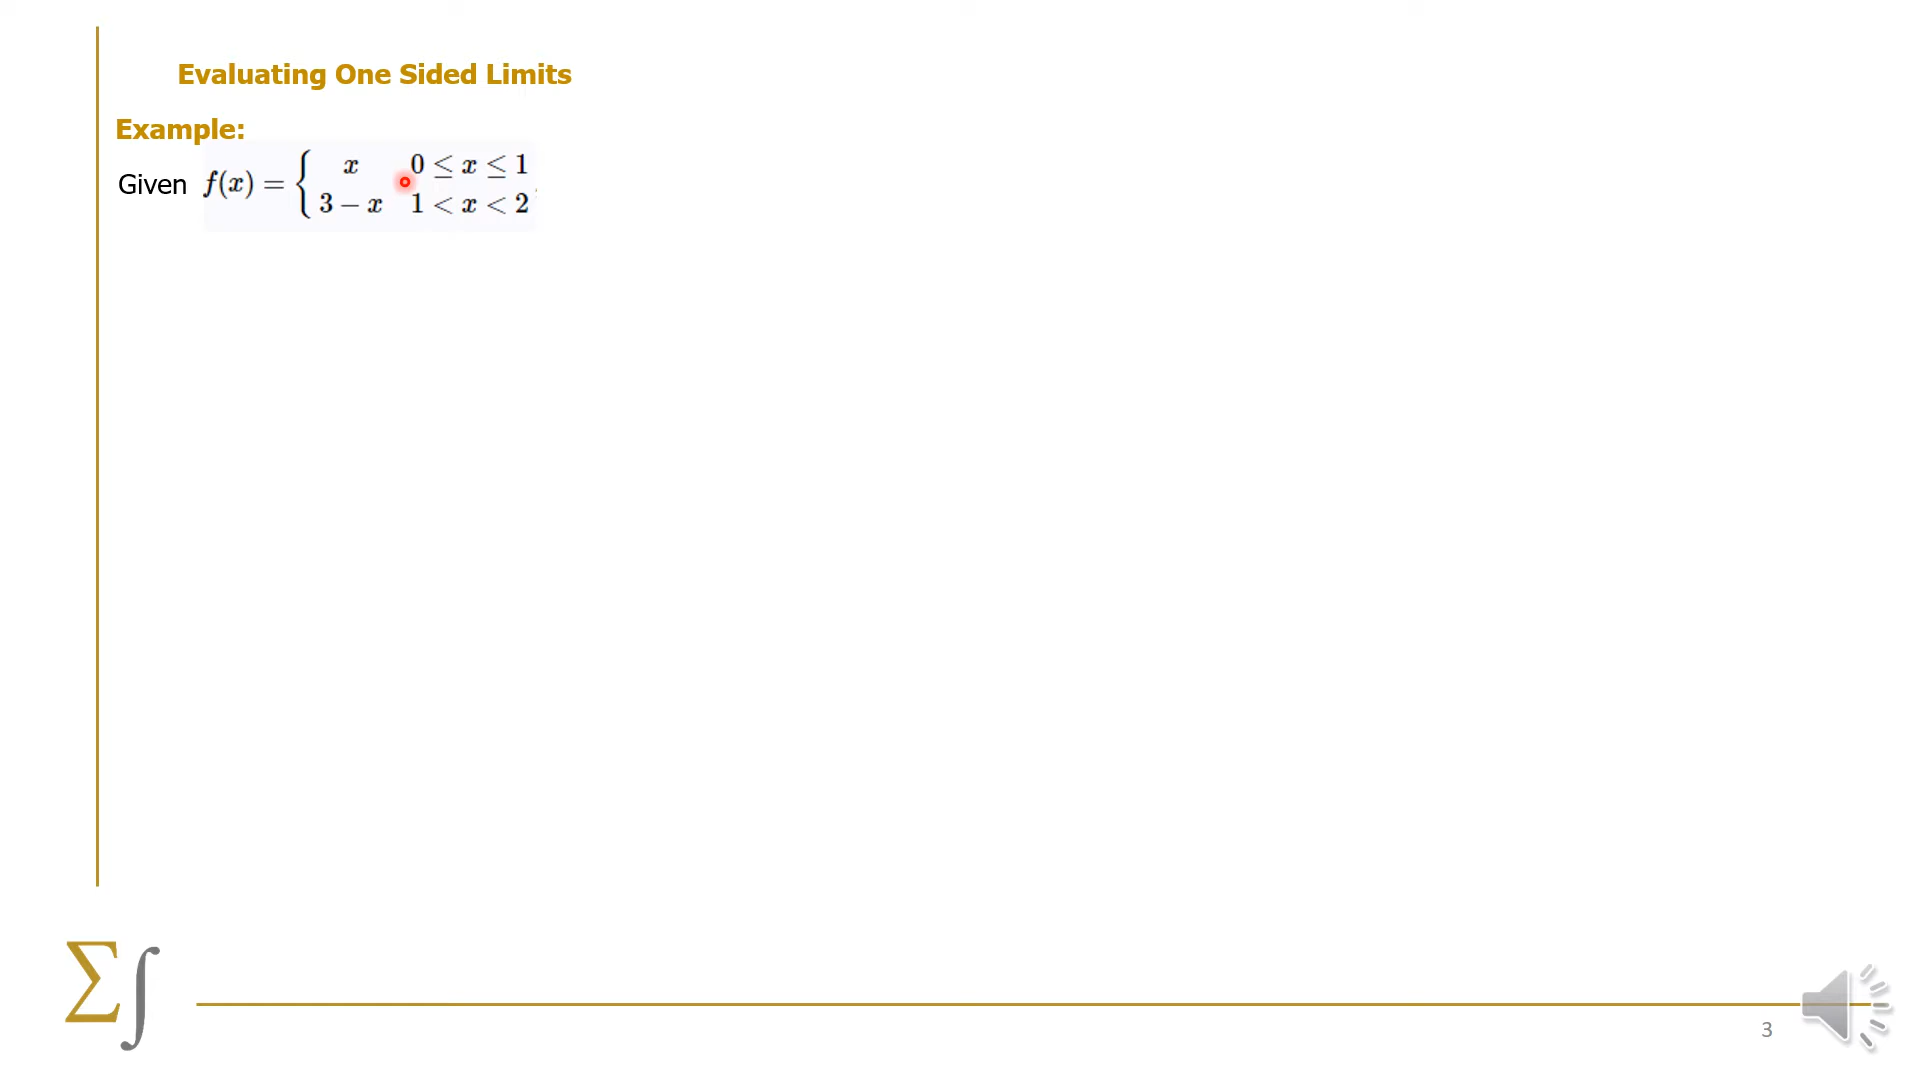 Evaluating One Sided Limits
Example:
Given f(x) = { x 0 ≤ x ≤ 1
3 − x 1 < x < 2
∑∫
3